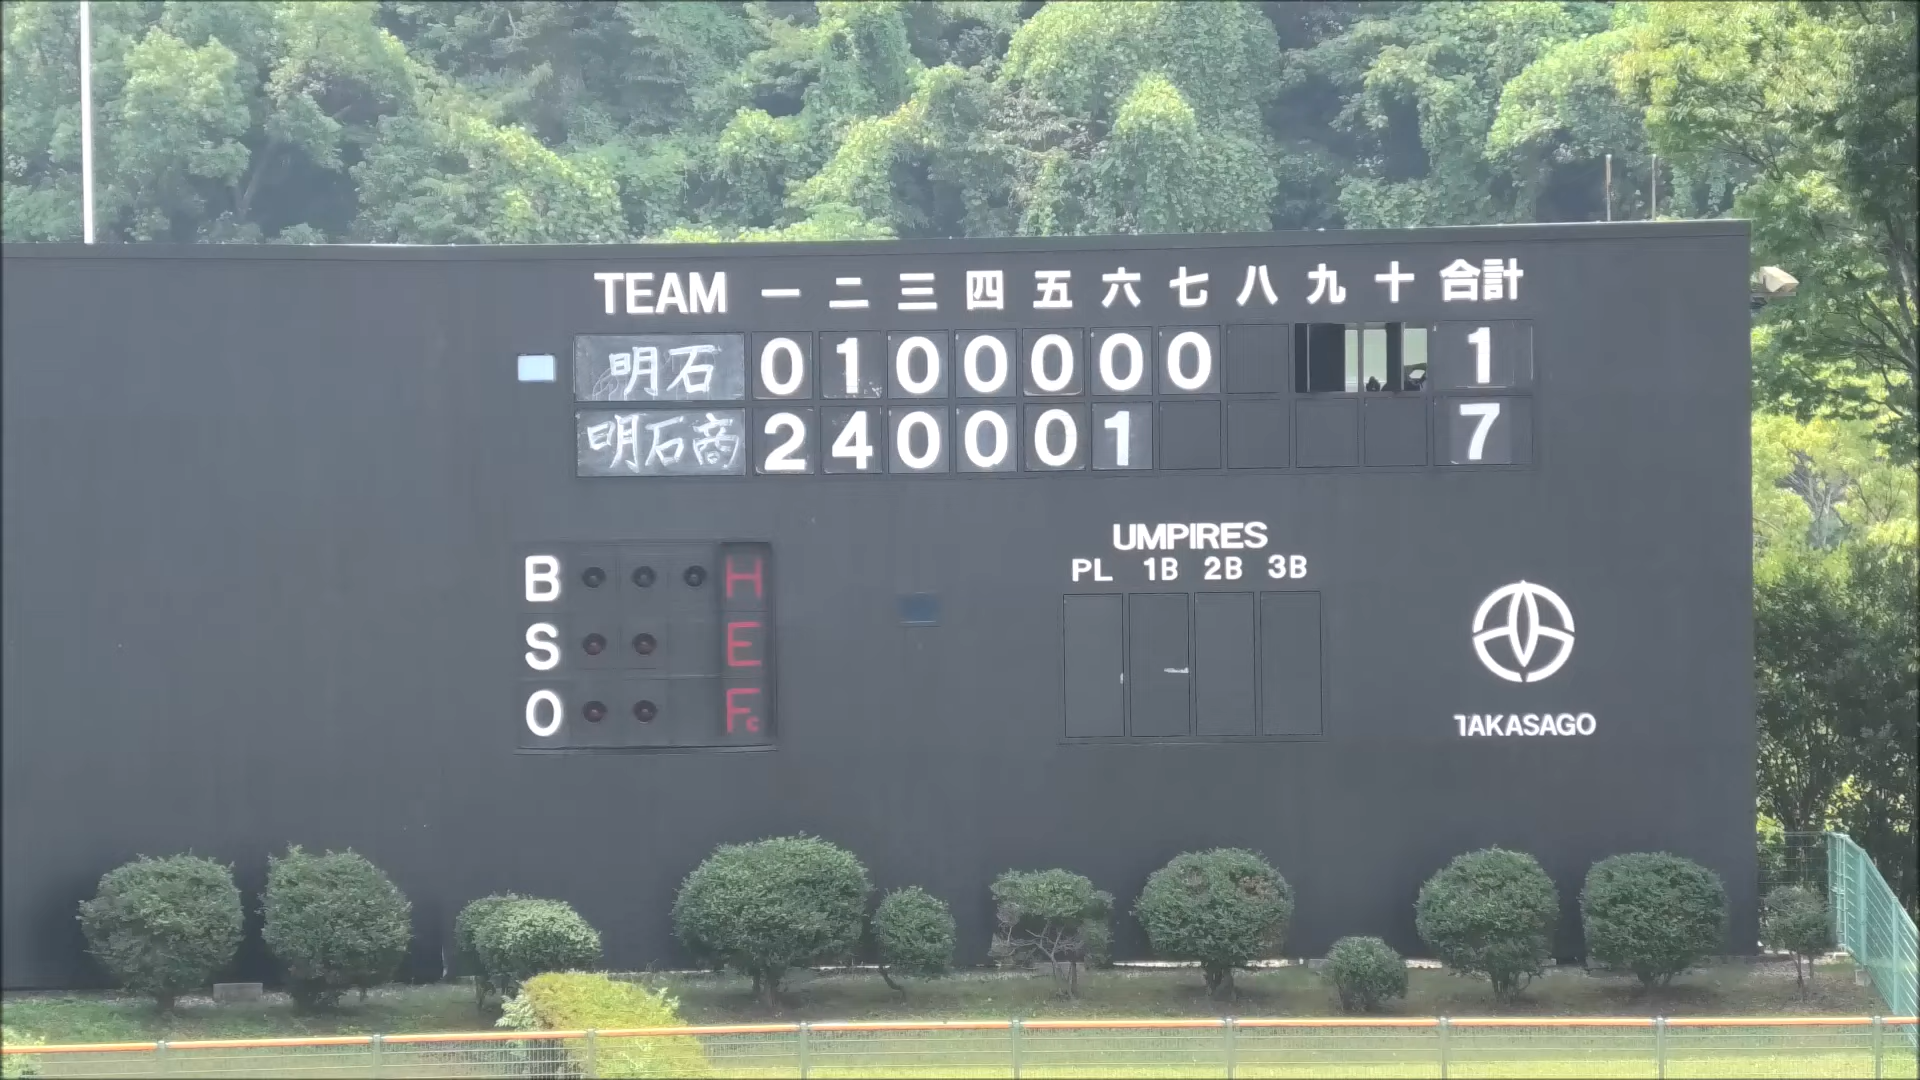 TEAM 一 二 三 四 五 六 七 八 九 十 合計
明石 0 1 0 0 0 0 0 1
明石商 2 4 0 0 0 1 7
UMPIRES
PL 1B 2B 3B
B H
S E
O Fc
TAKASAGO